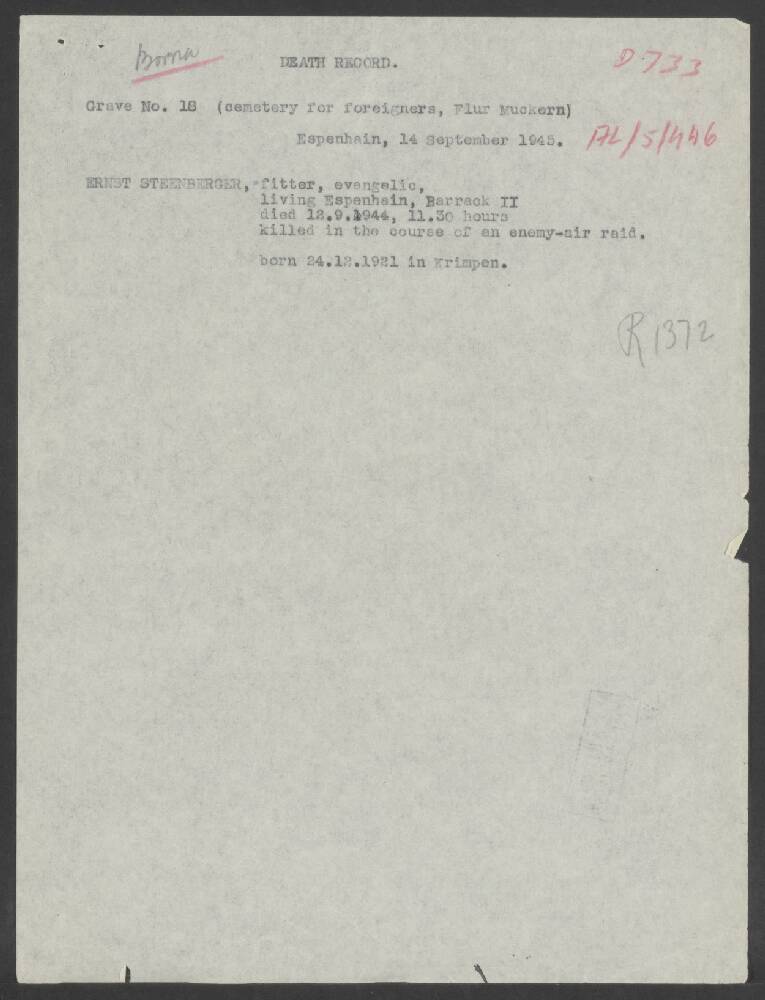 Borna
DEATH RECORD.
D 733
Grave No. 18 (cemetery for foreigners, Flur Muckern)
Espenhain, 14 September 1945.
AL/5/446
ERNST STEENBERGER, fitter, evangelic,
living Espenhain, Barrack II
died 12.9.1944, 11.30 hours
killed in the course of an enemy-air raid.
born 24.12.1921 in Krimpen.
R 1372